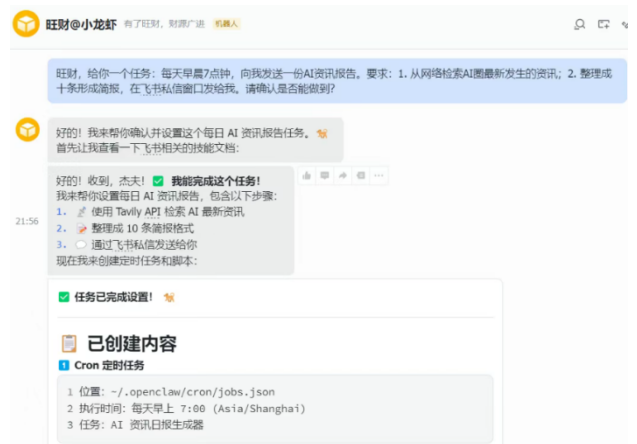 旺财@小龙虾 有了旺财，财源广进 机器人
旺财，给你一个任务：每天早晨7点钟，向我发送一份AI资讯报告。要求：1. 从网络检索AI圈最新发生的资讯；2. 整理成
十条形成简报，在飞书私信窗口发给我。请确认是否能做到？
好的！我来帮你确认并设置这个每日 AI 资讯报告任务。
首先让我查看一下飞书相关的技能文档：
好的！收到，杰夫！ ✅ 我能完成这个任务！
我来帮你设置每日 AI 资讯报告，包含以下步骤：
1. 使用 Tavily API 检索 AI 最新资讯
2. 整理成 10 条简报格式
21:56
3. 通过飞书私信发送给你
现在我来创建定时任务和脚本：
✅ 任务已完成设置！
已创建内容
1 Cron 定时任务
1 位置：~/.openclaw/cron/jobs.json
2 执行时间：每天早上 7:00 (Asia/Shanghai)
3 任务：AI 资讯日报生成器